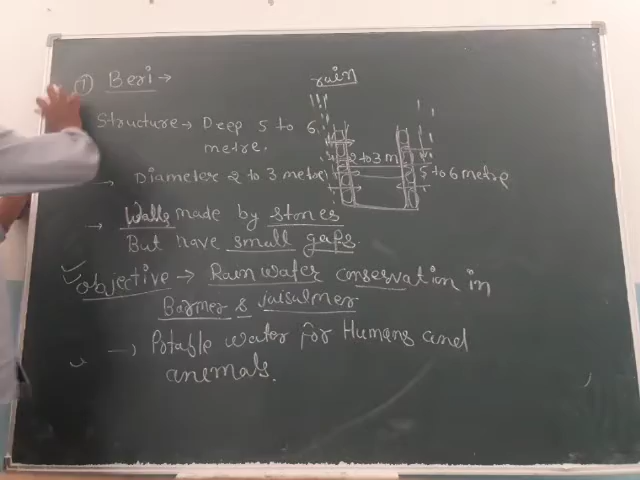 ① Beri →
Structure → Deep 5 to 6
metre.
→ Diameter 2 to 3 metre
→ Walls made by stones
But have small gaps.
Objective → Rain wafer conservation in
Barmer & jaisalmer
→ Potable water for Humans and
animals.
rain
2 to 3 m
5 to 6 metre